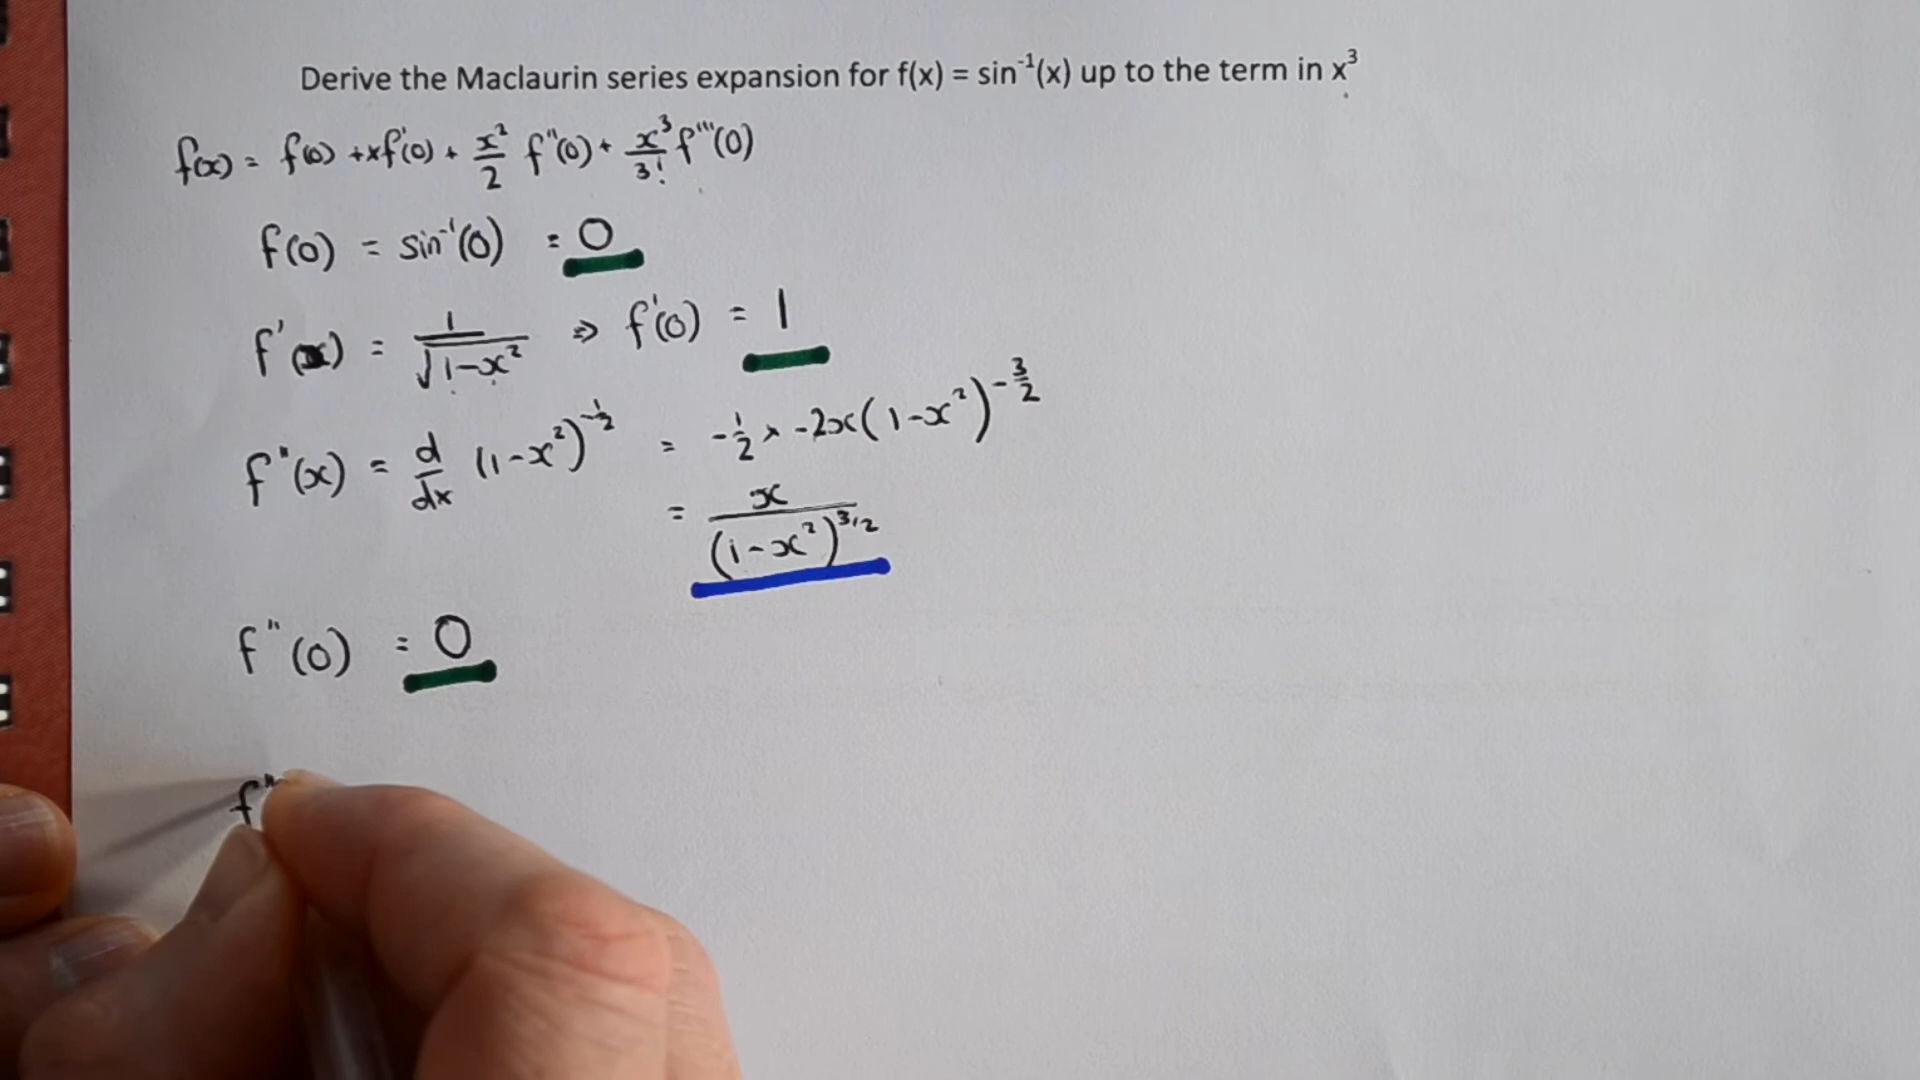 Derive the Maclaurin series expansion for f(x) = sin⁻¹(x) up to the term in x³
f(x) = f(0) + xf'(0) + x²/2 f''(0) + x³/3! f'''(0)
f(0) = sin⁻¹(0) = 0
f'(x) = 1/√(1-x²) ⇒ f'(0) = 1
f''(x) = d/dx (1-x²)^(-1/2) = -1/2 × -2x(1-x²)^(-3/2)
= x/(1-x²)^(3/2)
f''(0) = 0
f''